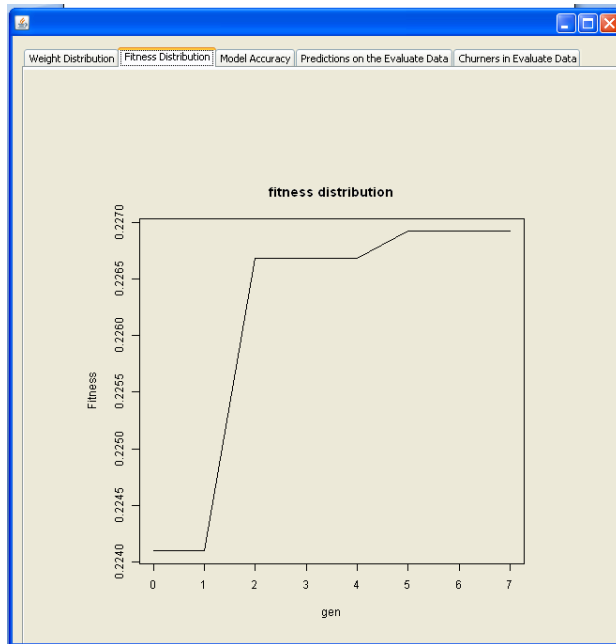 Weight Distribution Fitness Distribution Model Accuracy Predictions on the Evaluate Data Churners in Evaluate Data
fitness distribution
0.2270
0.2265
0.2260
0.2255
0.2250
0.2245
0.2240
Fitness
0 1 2 3 4 5 6 7
gen